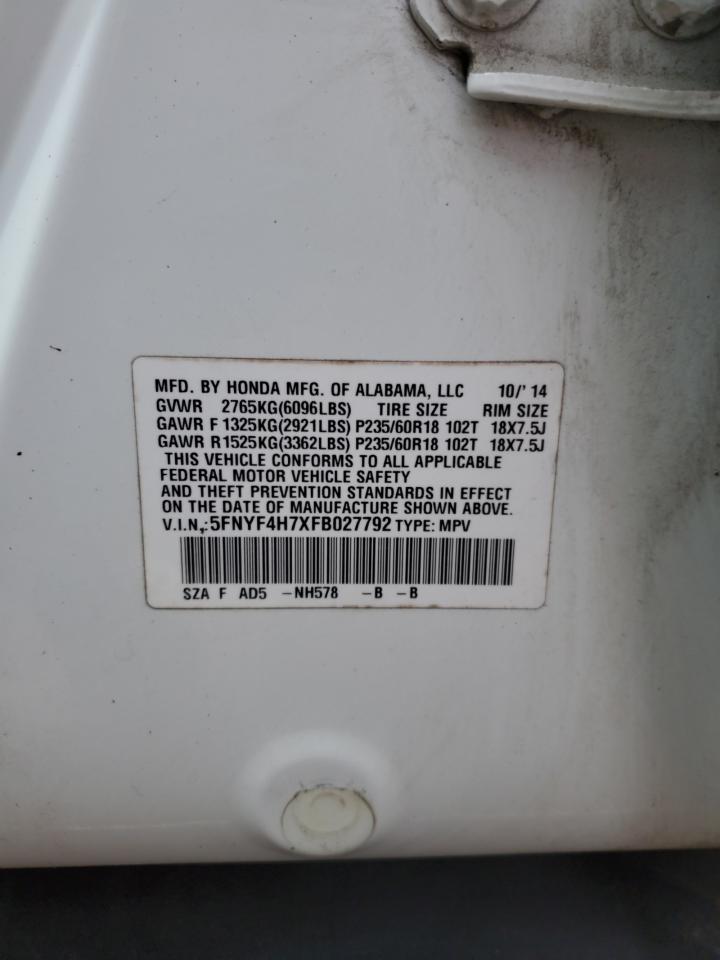 MFD. BY HONDA MFG. OF ALABAMA, LLC 10/'14
GVWR 2765KG(6096LBS) TIRE SIZE RIM SIZE
GAWR F 1325KG(2921LBS) P235/60R18 102T 18X7.5J
GAWR R1525KG(3362LBS) P235/60R18 102T 18X7.5J
THIS VEHICLE CONFORMS TO ALL APPLICABLE
FEDERAL MOTOR VEHICLE SAFETY
AND THEFT PREVENTION STANDARDS IN EFFECT
ON THE DATE OF MANUFACTURE SHOWN ABOVE.
V.I.N.:5FNYF4H7XFB027792 TYPE: MPV
SZA F AD5 -NH578 -B -B